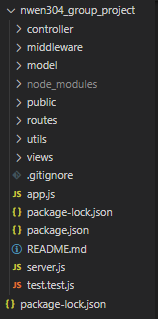 nwen304_group_project
controller
middleware
model
node_modules
public
routes
utils
views
.gitignore
JS app.js
{} package-lock.json
{} package.json
README.md
JS server.js
JS test.test.js
{} package-lock.json